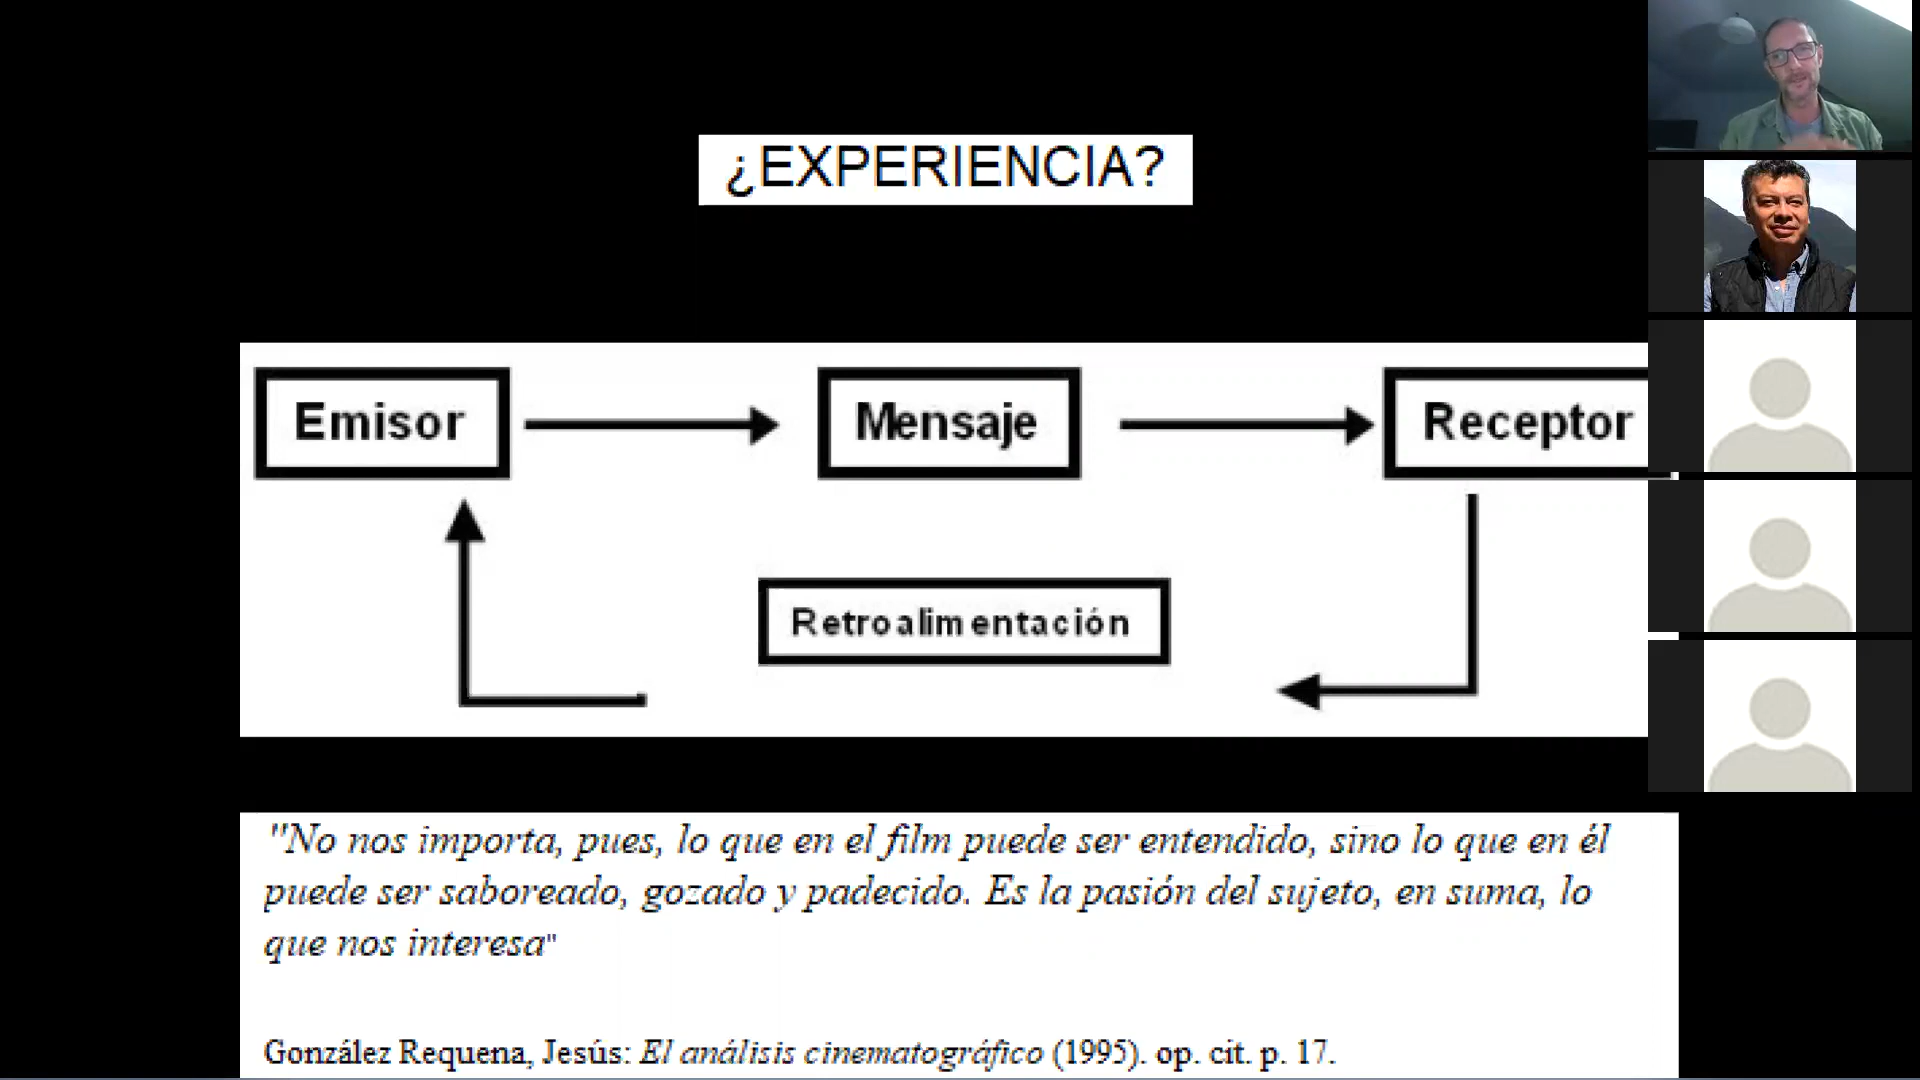 ¿EXPERIENCIA?
Emisor
Mensaje
Receptor
Retroalimentación
"No nos importa, pues, lo que en el film puede ser entendido, sino lo que en él
puede ser saboreado, gozado y padecido. Es la pasión del sujeto, en suma, lo
que nos interesa"
González Requena, Jesús: El análisis cinematográfico (1995). op. cit. p. 17.